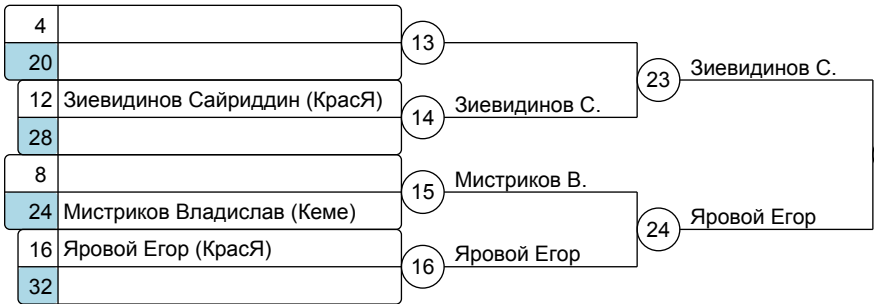 4
13
20
23 Зиевидинов С.
12 Зиевидинов Сайриддин (КрасЯ)
14 Зиевидинов С.
28
8
15 Мистриков В.
24 Мистриков Владислав (Кеме)
24 Яровой Егор
16 Яровой Егор (КрасЯ)
16 Яровой Егор
32